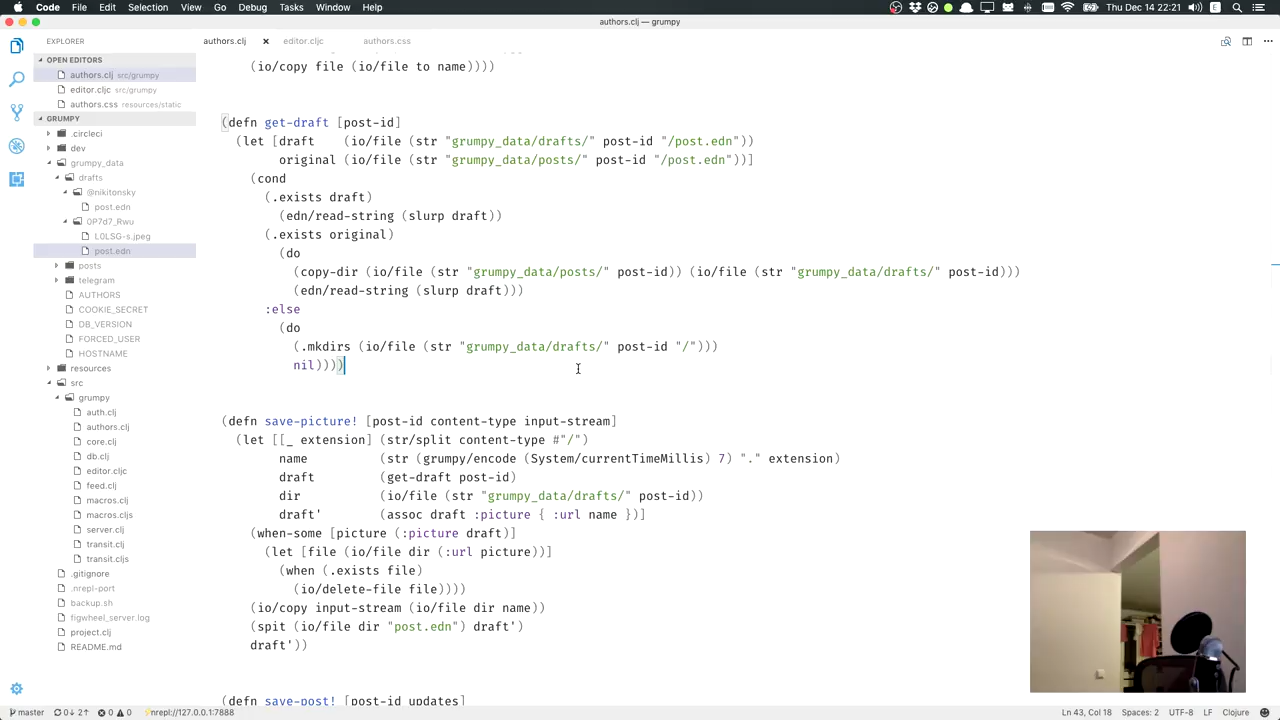 Code File Edit Selection View Go Debug Tasks Window Help
Thu Dec 14 22:21
authors.clj — grumpy
EXPLORER
OPEN EDITORS
authors.clj src/grumpy
editor.cljc src/grumpy
authors.css resources/static
GRUMPY
.circleci
dev
grumpy_data
drafts
@nikitonsky
post.edn
0P7d7_Rwu
L0LSG-s.jpeg
post.edn
posts
telegram
AUTHORS
COOKIE_SECRET
DB_VERSION
FORCED_USER
HOSTNAME
resources
src
grumpy
auth.clj
authors.clj
core.clj
db.clj
editor.cljc
feed.clj
macros.clj
macros.cljs
server.clj
transit.clj
transit.cljs
.gitignore
.nrepl-port
backup.sh
figwheel_server.log
project.clj
README.md
authors.clj editor.cljc authors.css
(io/copy file (io/file to name))))
(defn get-draft [post-id]
(let [draft (io/file (str "grumpy_data/drafts/" post-id "/post.edn"))
original (io/file (str "grumpy_data/posts/" post-id "/post.edn"))]
(cond
(.exists draft)
(edn/read-string (slurp draft))
(.exists original)
(do
(copy-dir (io/file (str "grumpy_data/posts/" post-id)) (io/file (str "grumpy_data/drafts/" post-id)))
(edn/read-string (slurp draft)))
:else
(do
(.mkdirs (io/file (str "grumpy_data/drafts/" post-id "/")))
nil))))
(defn save-picture! [post-id content-type input-stream]
(let [[_ extension] (str/split content-type #"/")
name (str (grumpy/encode (System/currentTimeMillis) 7) "." extension)
draft (get-draft post-id)
dir (io/file (str "grumpy_data/drafts/" post-id))
draft' (assoc draft :picture { :url name })]
(when-some [picture (:picture draft)]
(let [file (io/file dir (:url picture))]
(when (.exists file)
(io/delete-file file))))
(io/copy input-stream (io/file dir name))
(spit (io/file dir "post.edn") draft')
draft'))
(defn save-post! [post-id updates]
master 0↓ 2↑ 0 0 nrepl://127.0.0.1:7888
Ln 43, Col 18 Spaces: 2 UTF-8 LF Clojure